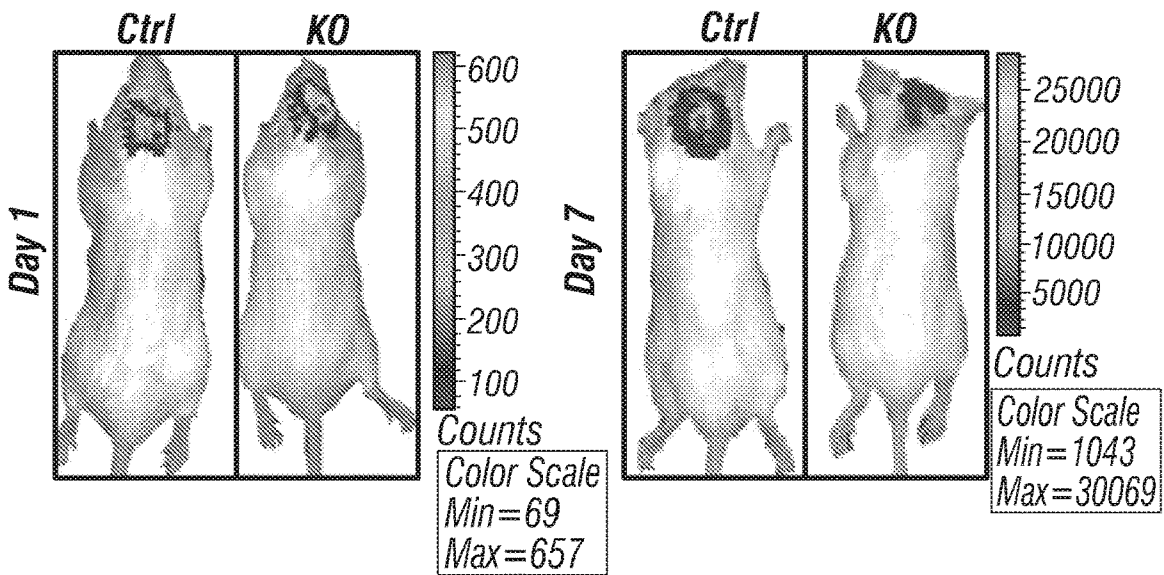 Ctrl KO
Day 1
600
500
400
300
200
100
Counts
Color Scale
Min=69
Max=657
Ctrl KO
Day 7
25000
20000
15000
10000
5000
Counts
Color Scale
Min=1043
Max=30069